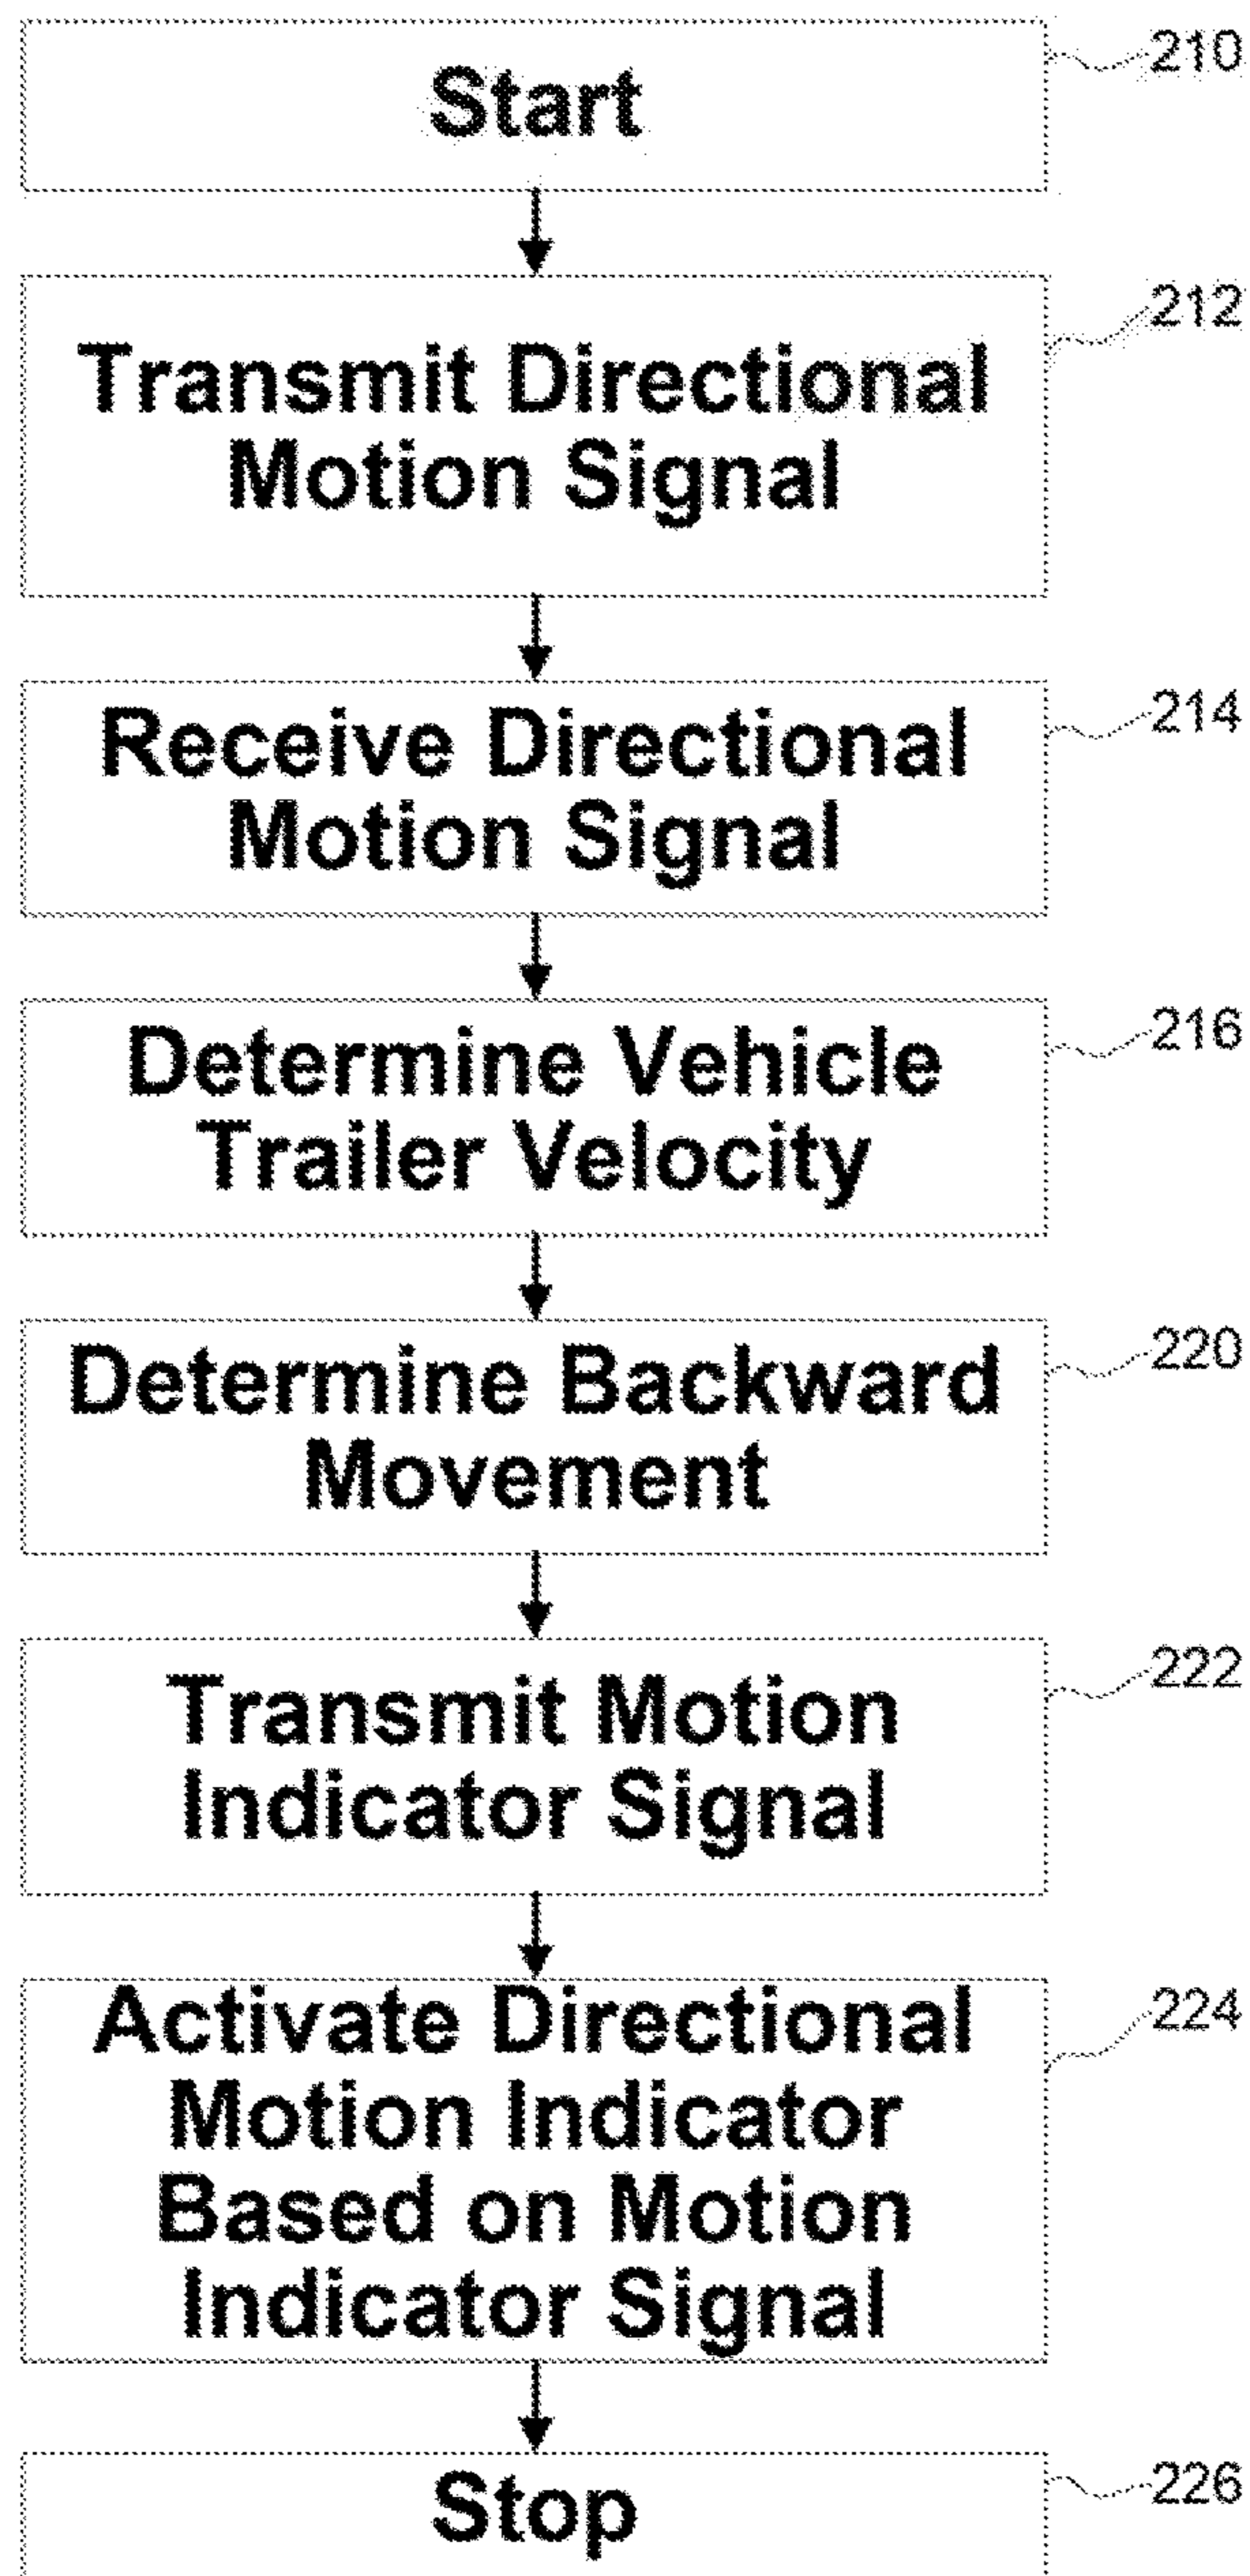 Start
210
Transmit Directional
Motion Signal
212
Receive Directional
Motion Signal
214
Determine Vehicle
Trailer Velocity
216
Determine Backward
Movement
220
Transmit Motion
Indicator Signal
222
Activate Directional
Motion Indicator
Based on Motion
Indicator Signal
224
Stop
226